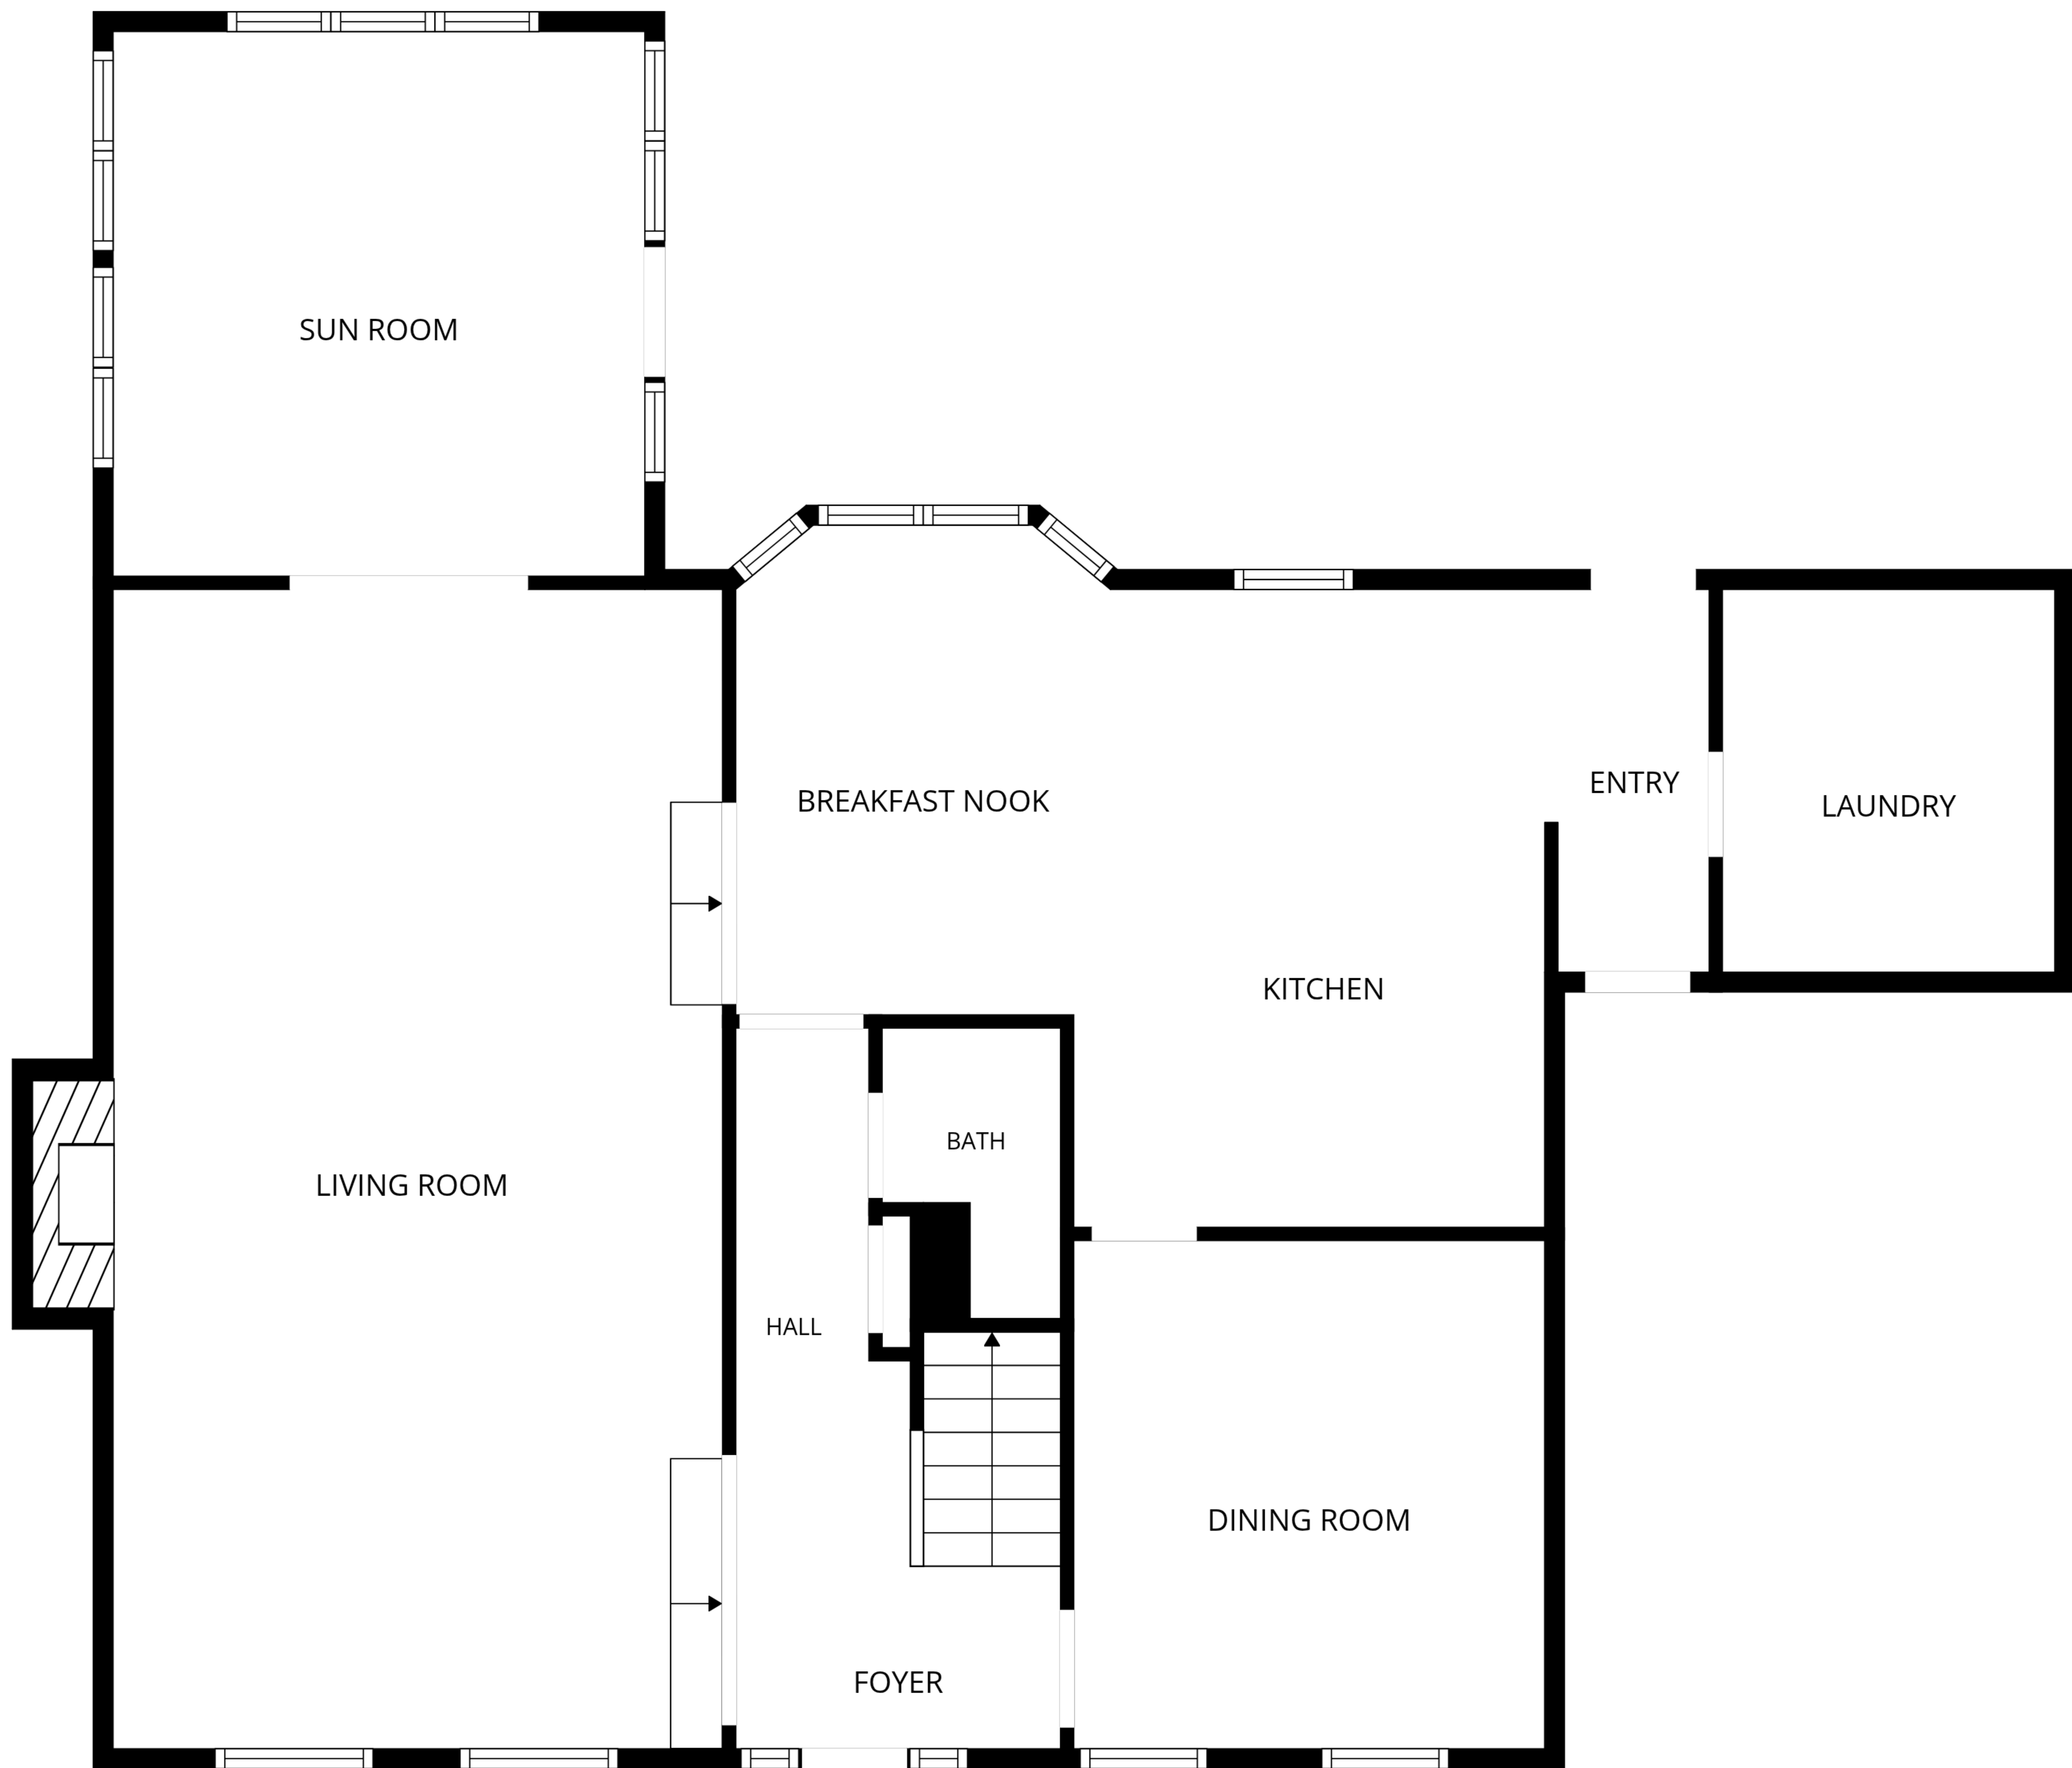 SUN ROOM
BREAKFAST NOOK
ENTRY
LAUNDRY
KITCHEN
BATH
LIVING ROOM
HALL
DINING ROOM
FOYER